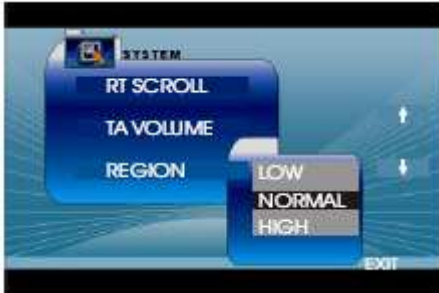 SYSTEM
RT SCROLL
TA VOLUME
REGION
LOW
NORMAL
HIGH
EXIT